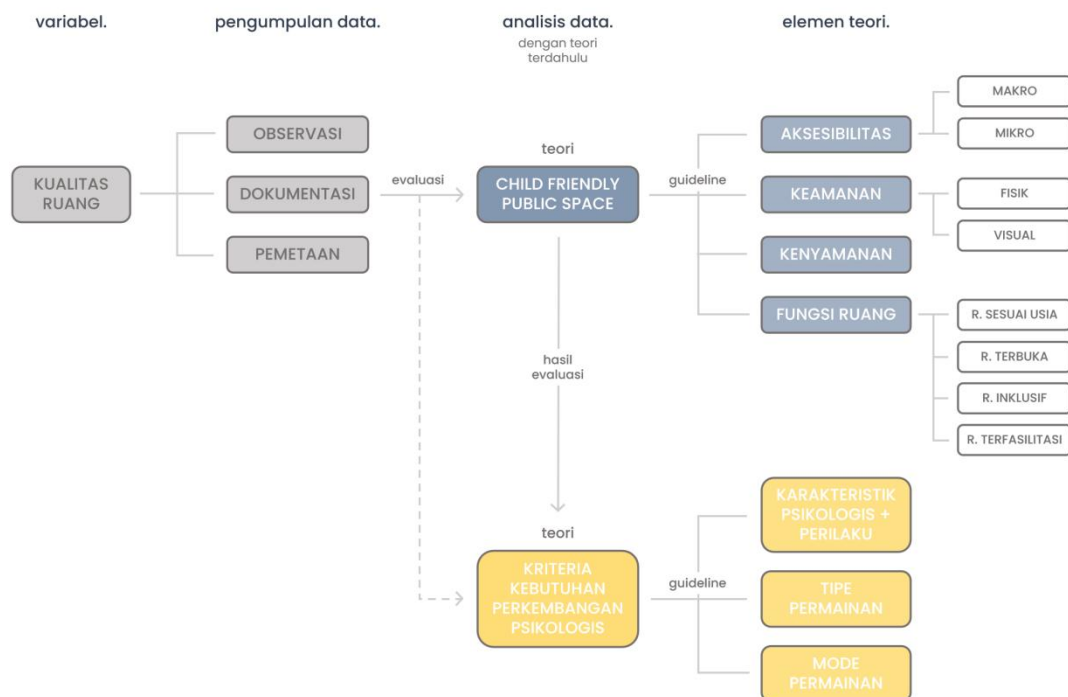 variabel.
pengumpulan data.
analisis data.
dengan teori
terdahulu
elemen teori.
KUALITAS
RUANG
OBSERVASI
DOKUMENTASI
PEMETAAN
evaluasi
teori
CHILD FRIENDLY
PUBLIC SPACE
guideline
AKSESIBILITAS
MAKRO
MIKRO
KEAMANAN
FISIK
VISUAL
KENYAMANAN
FUNGSI RUANG
R. SESUAI USIA
R. TERBUKA
R. INKLUSIF
R. TERFASILITASI
hasil
evaluasi
teori
KRITERIA
KEBUTUHAN
PERKEMBANGAN
PSIKOLOGIS
guideline
KARAKTERISTIK
PSIKOLOGIS +
PERILAKU
TIPE
PERMAINAN
MODE
PERMAINAN